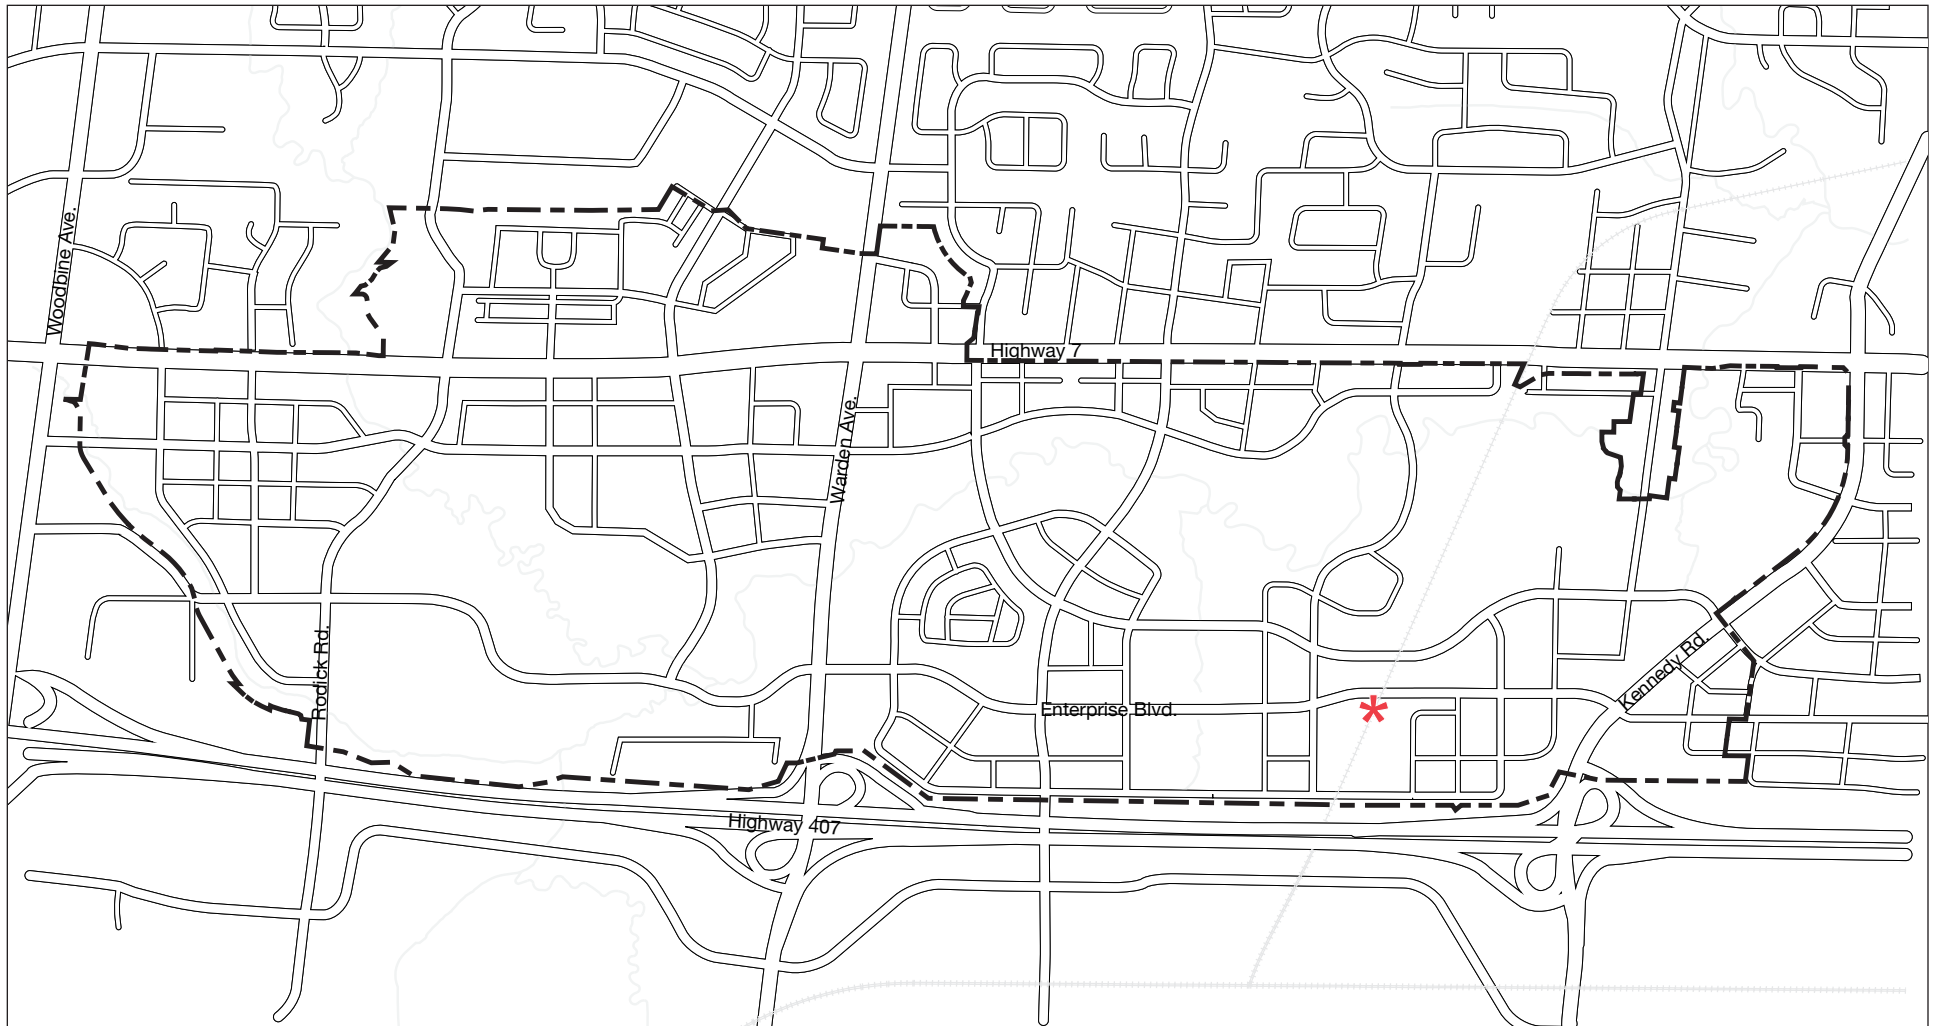 Woodbine Ave.
Highway 7
Warden Ave.
Rodick Rd.
Kennedy Rd.
Enterprise Blvd.
*
Highway 407